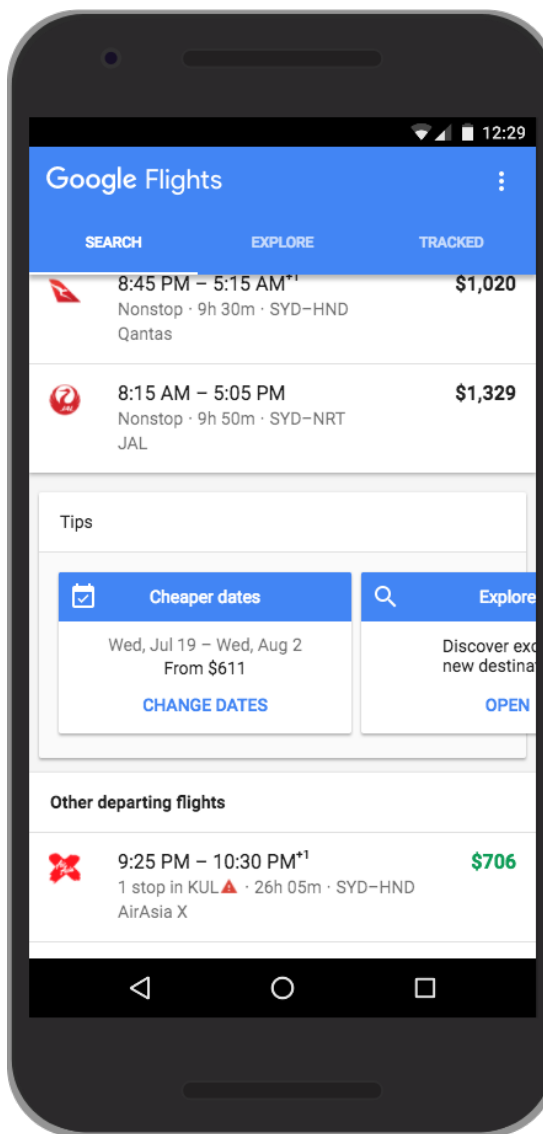 12:29
Google Flights
SEARCH EXPLORE TRACKED
8:45 PM – 5:15 AM+1 $1,020
Nonstop · 9h 30m · SYD–HND
Qantas
8:15 AM – 5:05 PM $1,329
Nonstop · 9h 50m · SYD–NRT
JAL
JAL
Tips
Cheaper dates
Wed, Jul 19 – Wed, Aug 2
From $611
CHANGE DATES
Explore
Discover exc
new destina
OPEN
Other departing flights
Air Asia
9:25 PM – 10:30 PM+1 $706
1 stop in KUL · 26h 05m · SYD–HND
AirAsia X